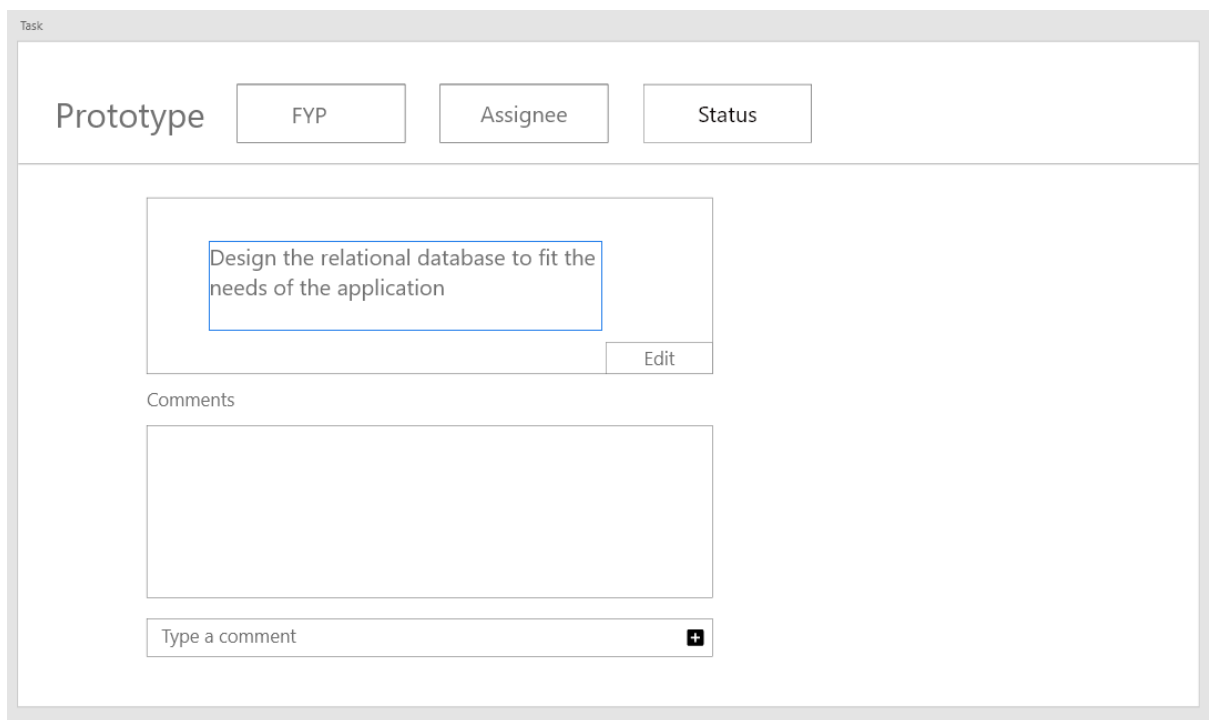 Task
Prototype
FYP
Assignee
Status
Design the relational database to fit the
needs of the application
Edit
Comments
Type a comment